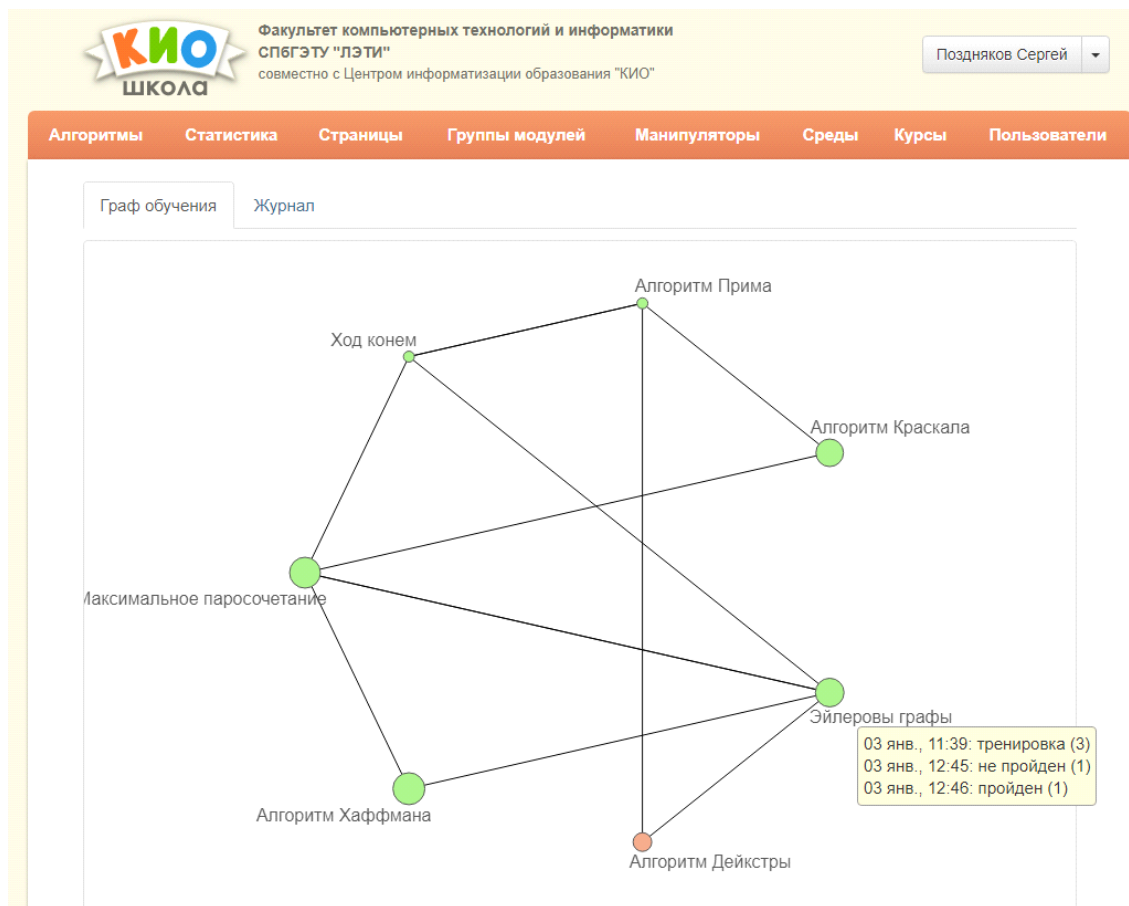 КИО
школа
Факультет компьютерных технологий и информатики
СПбГЭТУ "ЛЭТИ"
совместно с Центром информатизации образования "КИО"
Поздняков Сергей
Алгоритмы Статистика Страницы Группы модулей Манипуляторы Среды Курсы Пользователи
Граф обучения Журнал
Алгоритм Прима
Ход конем
Алгоритм Краскала
Максимальное паросочетание
Эйлеровы графы
03 янв., 11:39: тренировка (3)
03 янв., 12:45: не пройден (1)
03 янв., 12:46: пройден (1)
Алгоритм Хаффмана
Алгоритм Дейкстры